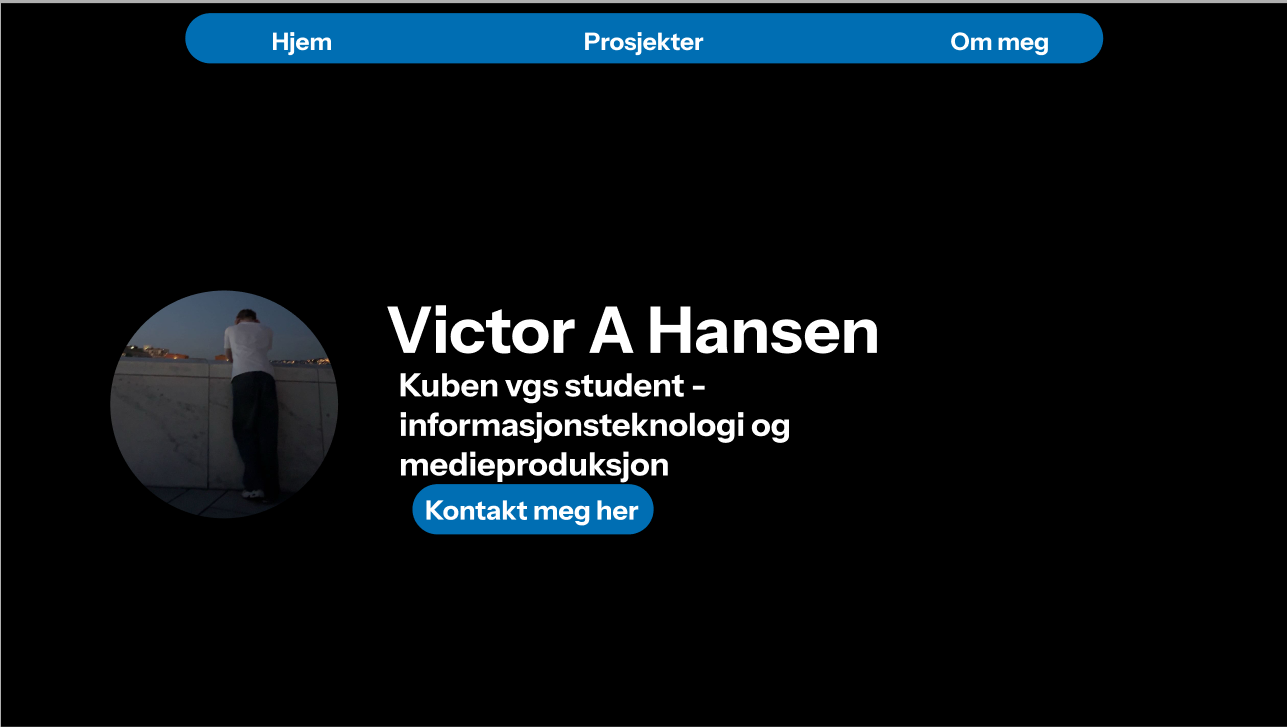 Hjem Prosjekter Om meg
Victor A Hansen
Kuben vgs student -
informasjonsteknologi og
medieproduksjon
Kontakt meg her